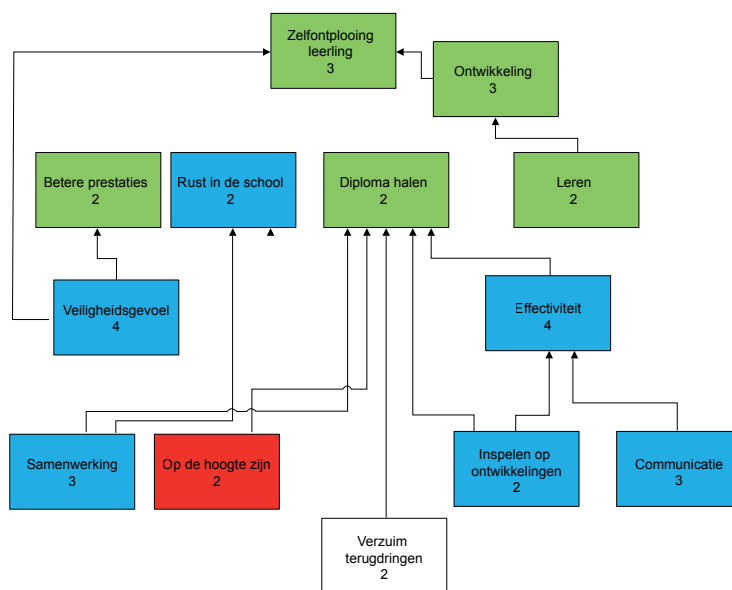 Zelfontplooing
leerling
3
Ontwikkeling
3
Betere prestaties
2
Rust in de school
2
Diploma halen
2
Leren
2
Veiligheidsgevoel
4
Effectiviteit
4
Samenwerking
3
Op de hoogte zijn
2
Inspelen op
ontwikkelingen
2
Communicatie
3
Verzuim
terugdringen
2